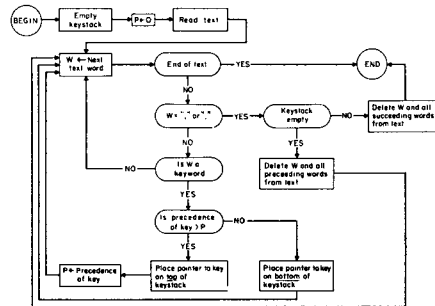 BEGIN
Empty
keystack
P←0
Read text
W ← Next
text word
End of text
YES
END
NO
W = "," or "."
YES
Keystack
empty
NO
Delete W and all
succeeding words
from text
NO
YES
Is W a
keyword
NO
Delete W and all
preceeding words
from text
YES
Is precedence
of key > P
NO
YES
P← Precedence
of key
Place pointer to key
on top of
keystack
Place pointer to key
on bottom of
keystack